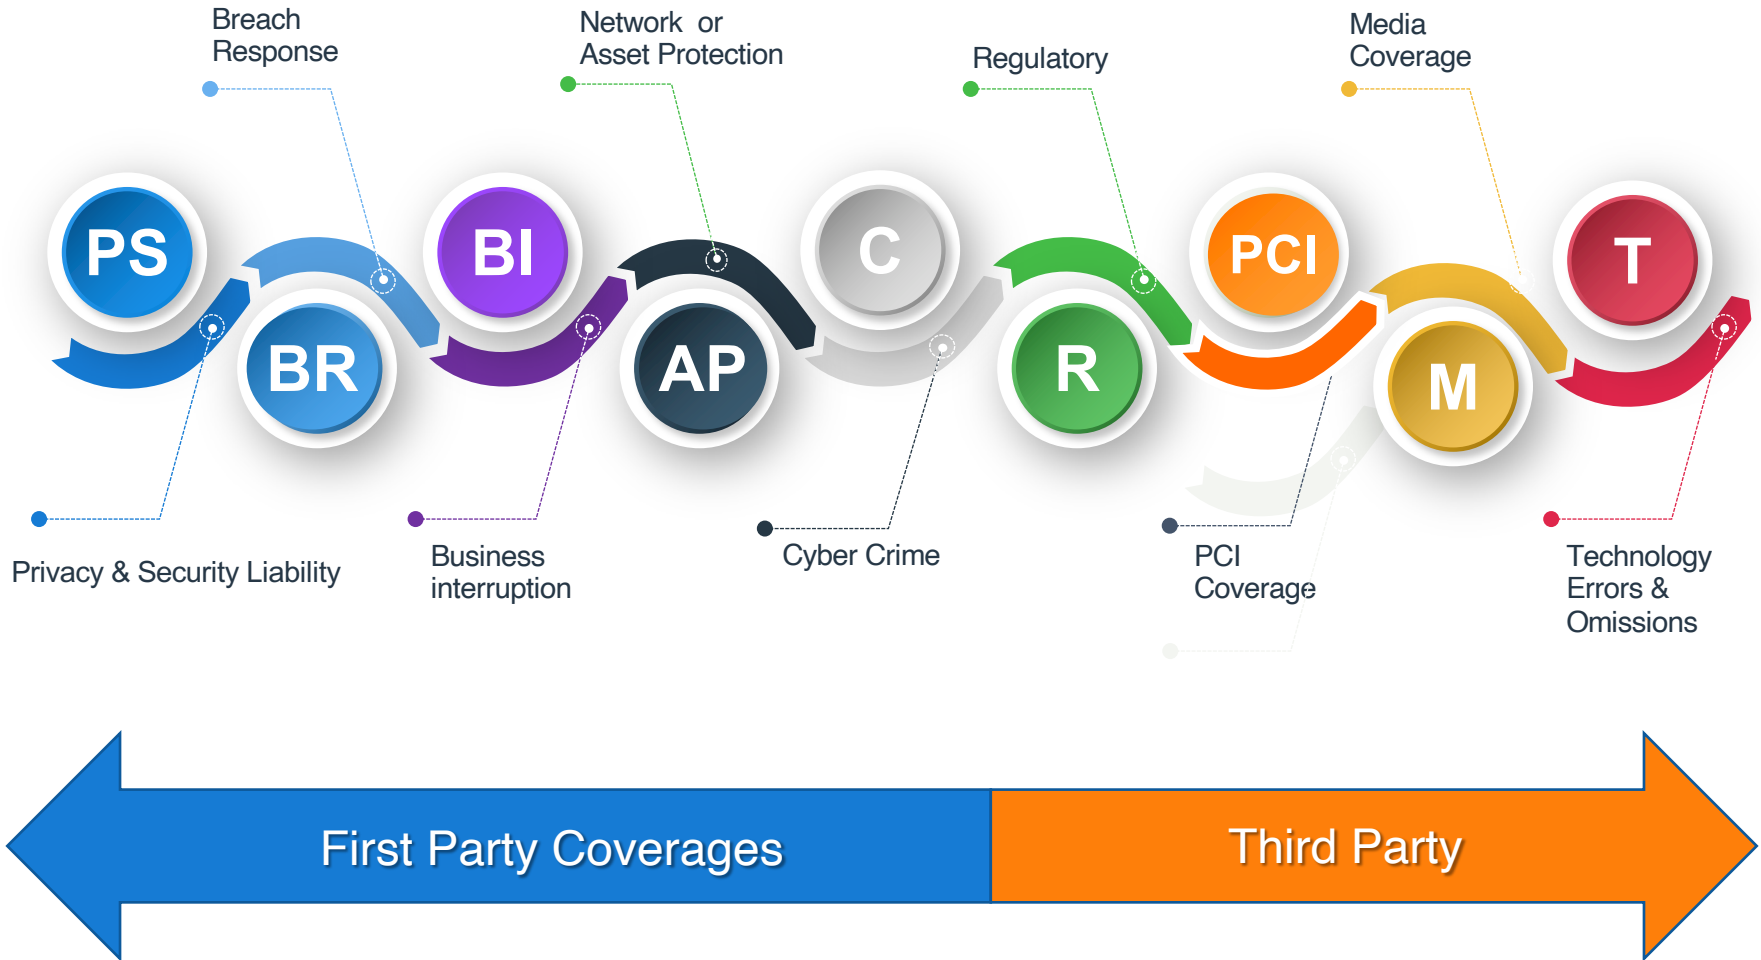 Breach
Response
Network or
Asset Protection
Regulatory
Media
Coverage
PS
BR
BI
AP
C
R
PCI
M
T
Privacy & Security Liability
Business
interruption
Cyber Crime
PCI
Coverage
Technology
Errors &
Omissions
First Party Coverages
Third Party